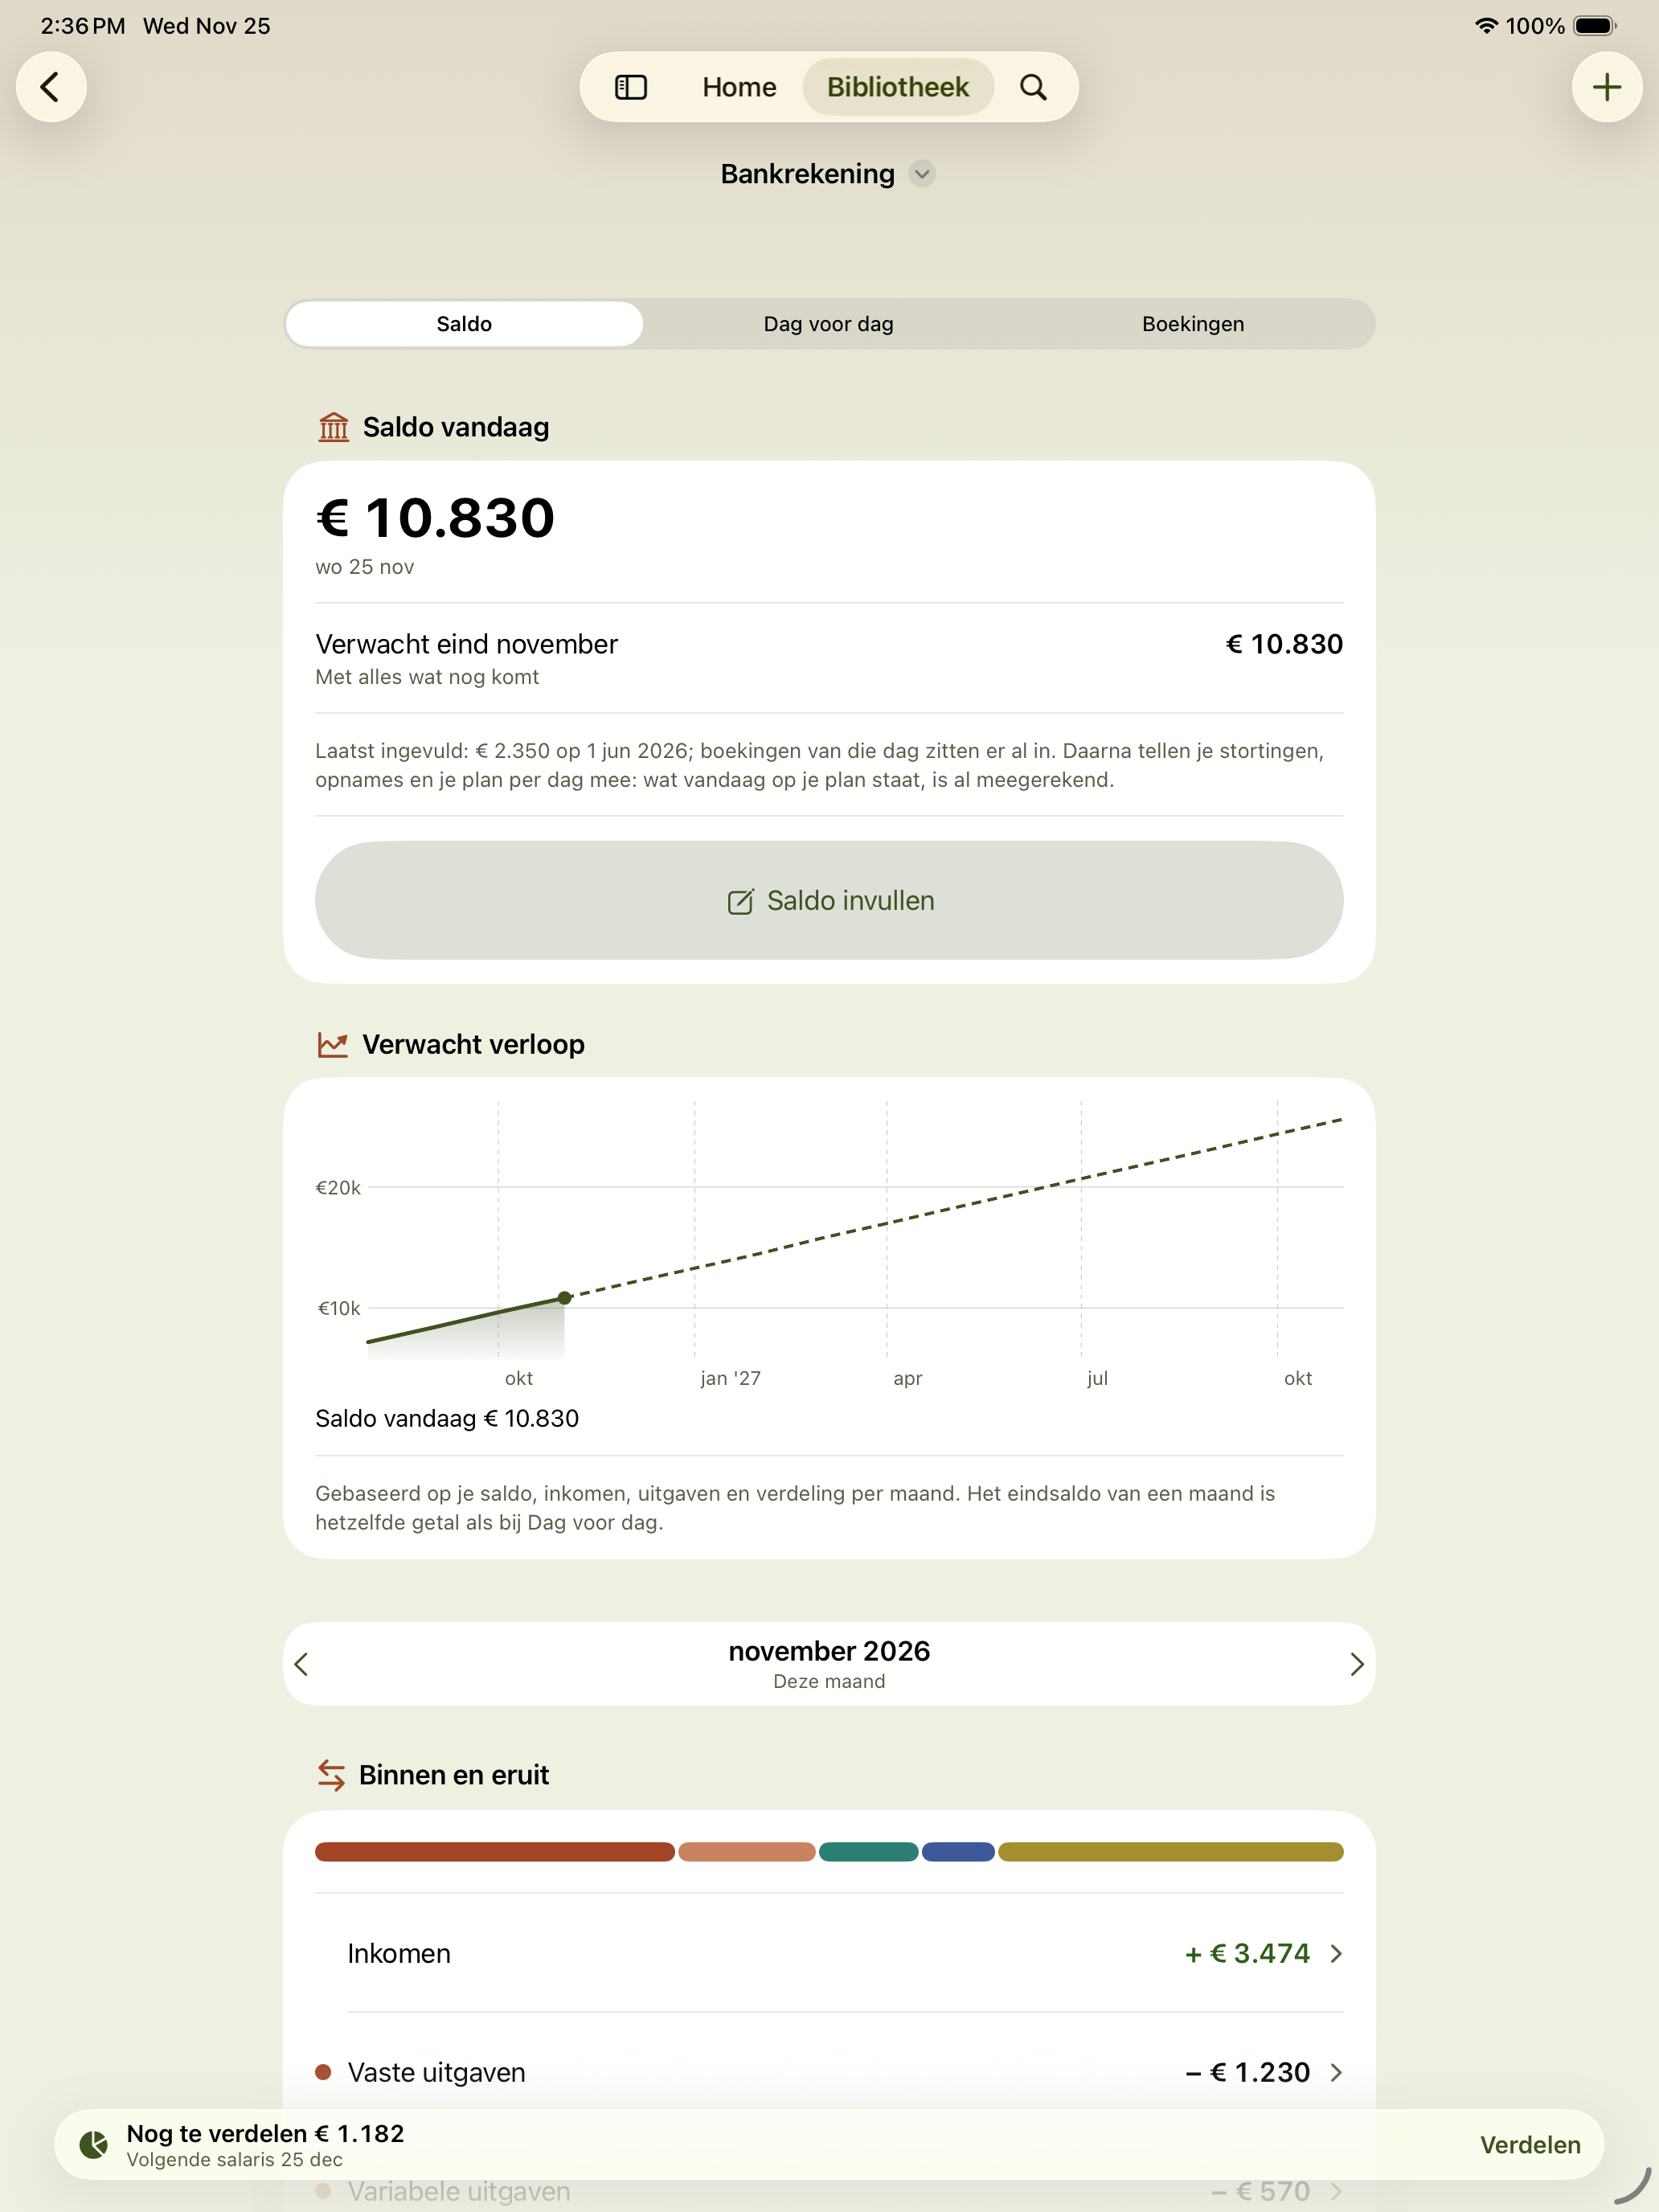 2:36 PM Wed Nov 25
100%
Home
Bibliotheek
Bankrekening
Saldo
Dag voor dag
Boekingen
Saldo vandaag
€ 10.830
wo 25 nov
Verwacht eind november
€ 10.830
Met alles wat nog komt
Laatst ingevuld: € 2.350 op 1 jun 2026; boekingen van die dag zitten er al in. Daarna tellen je stortingen,
opnames en je plan per dag mee: wat vandaag op je plan staat, is al meegerekend.
Saldo invullen
Verwacht verloop
€20k
€10k
okt
jan '27
apr
jul
okt
Saldo vandaag € 10.830
Gebaseerd op je saldo, inkomen, uitgaven en verdeling per maand. Het eindsaldo van een maand is
hetzelfde getal als bij Dag voor dag.
november 2026
Deze maand
Binnen en eruit
Inkomen
+ € 3.474
Vaste uitgaven
– € 1.230
Nog te verdelen € 1.182
Volgende salaris 25 dec
Verdelen
Variabele uitgaven
– € 570